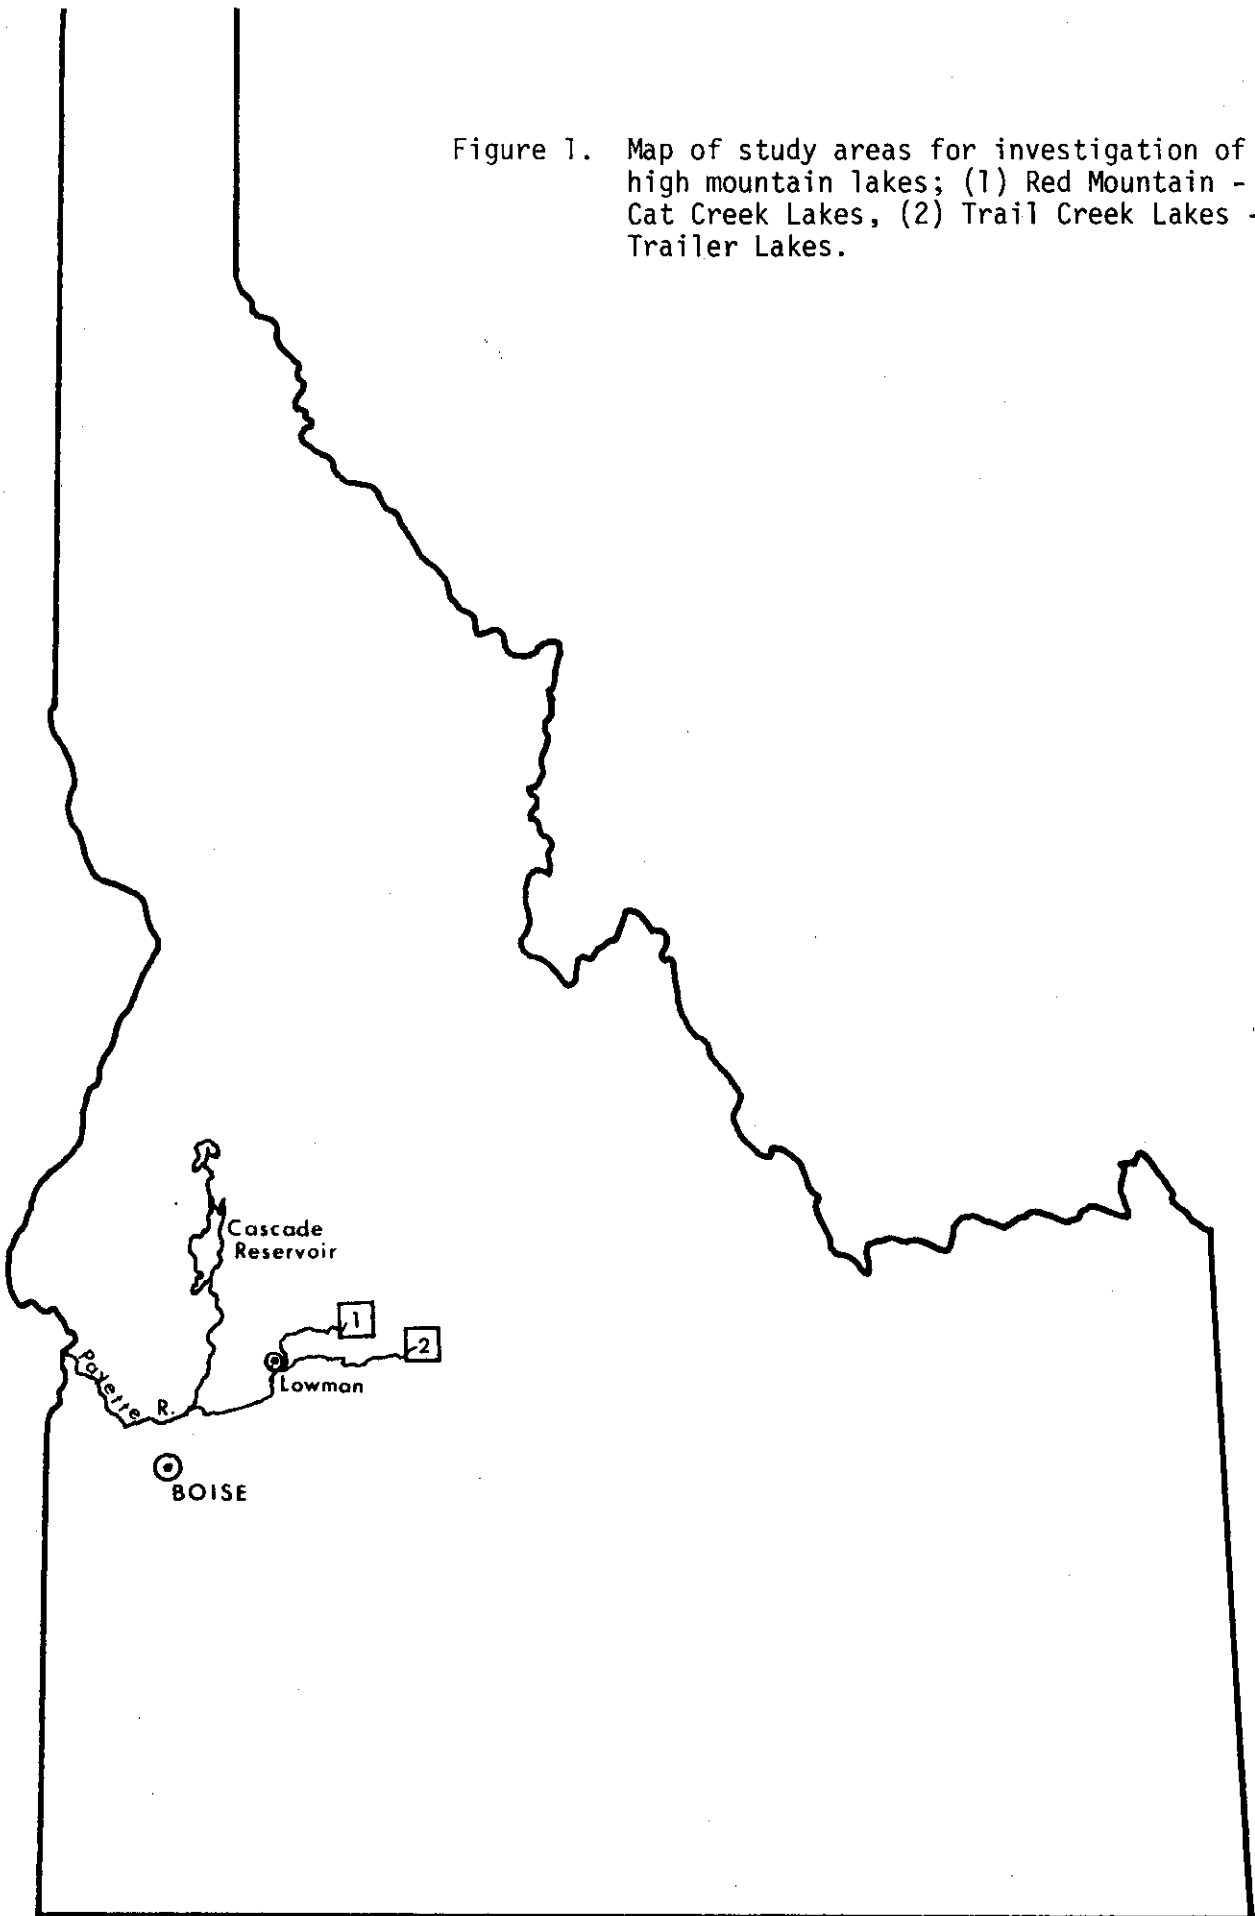 Figure 1. Map of study areas for investigation of
high mountain lakes; (1) Red Mountain -
Cat Creek Lakes, (2) Trail Creek Lakes -
Trailer Lakes.
Cascade
Reservoir
1
2
Lowman
Payette R.
BOISE